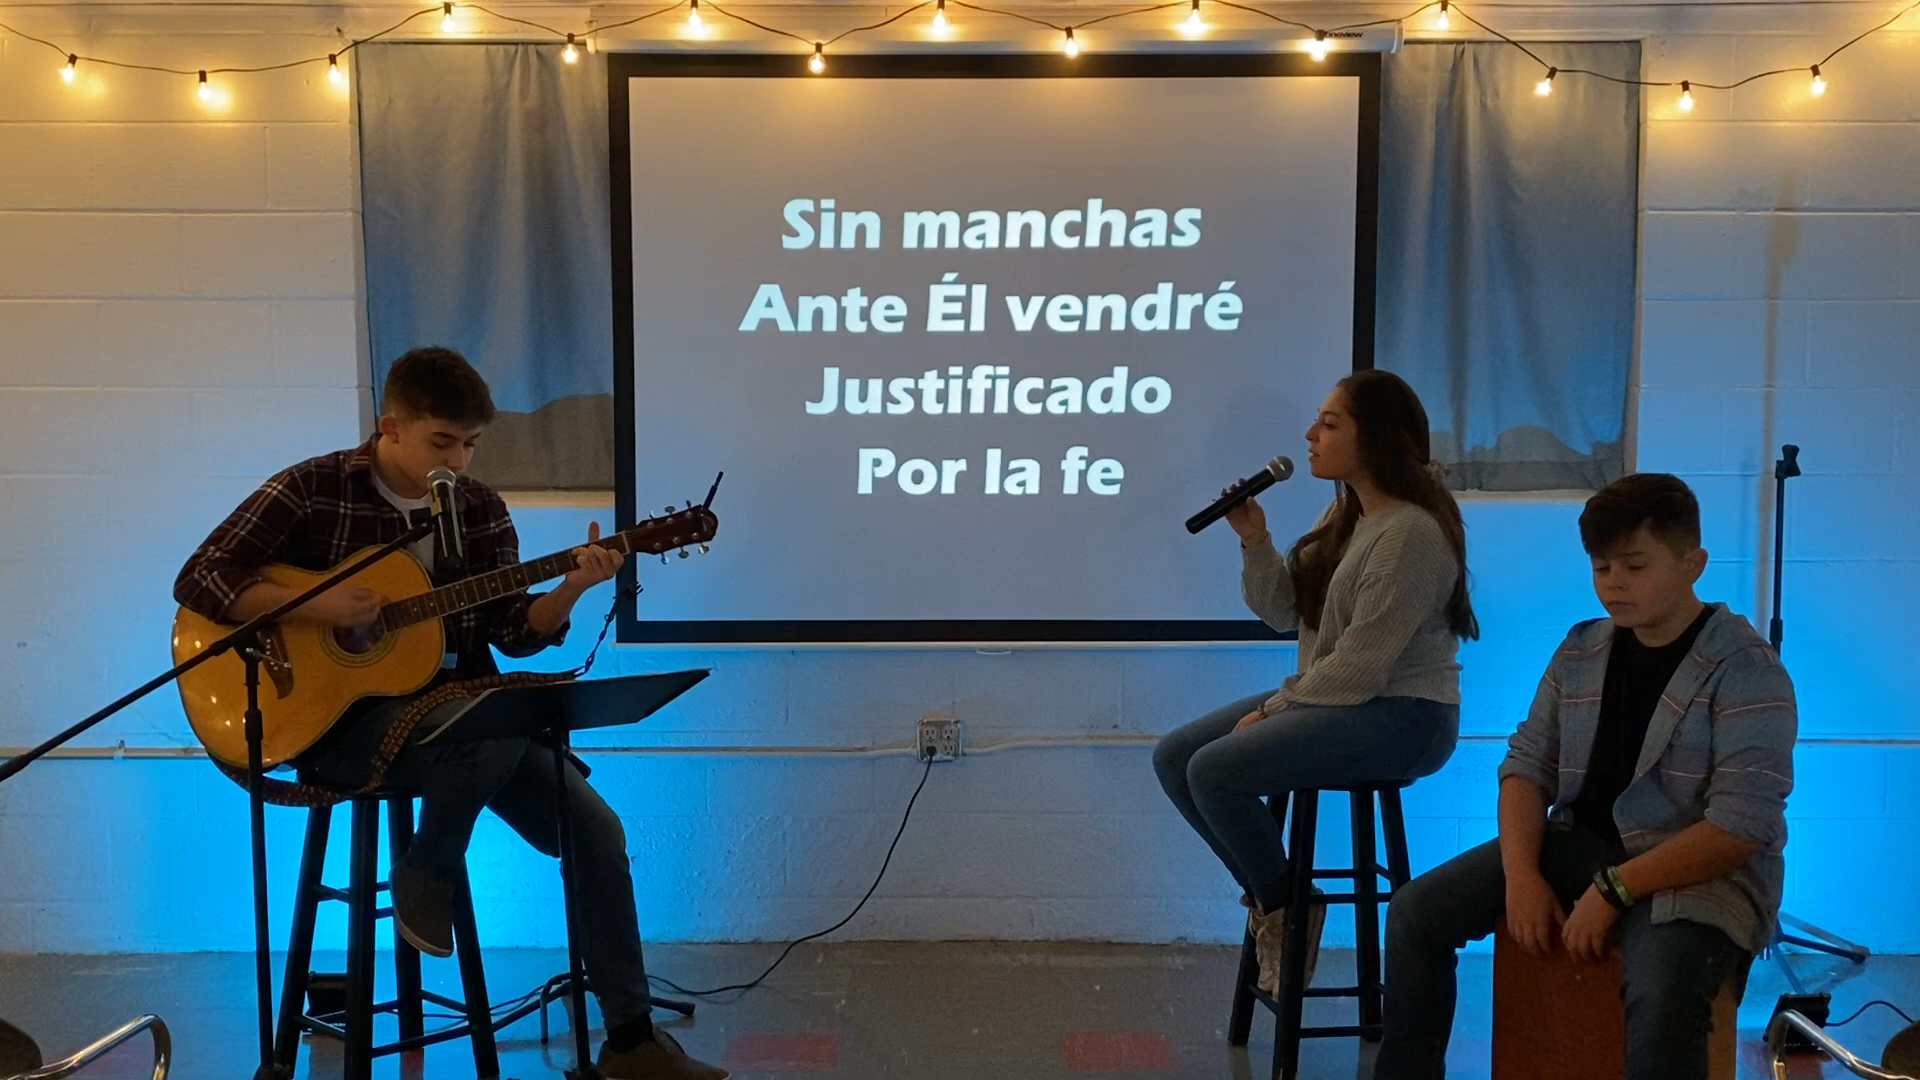 Sin manchas
Ante Él vendré
Justificado
Por la fe